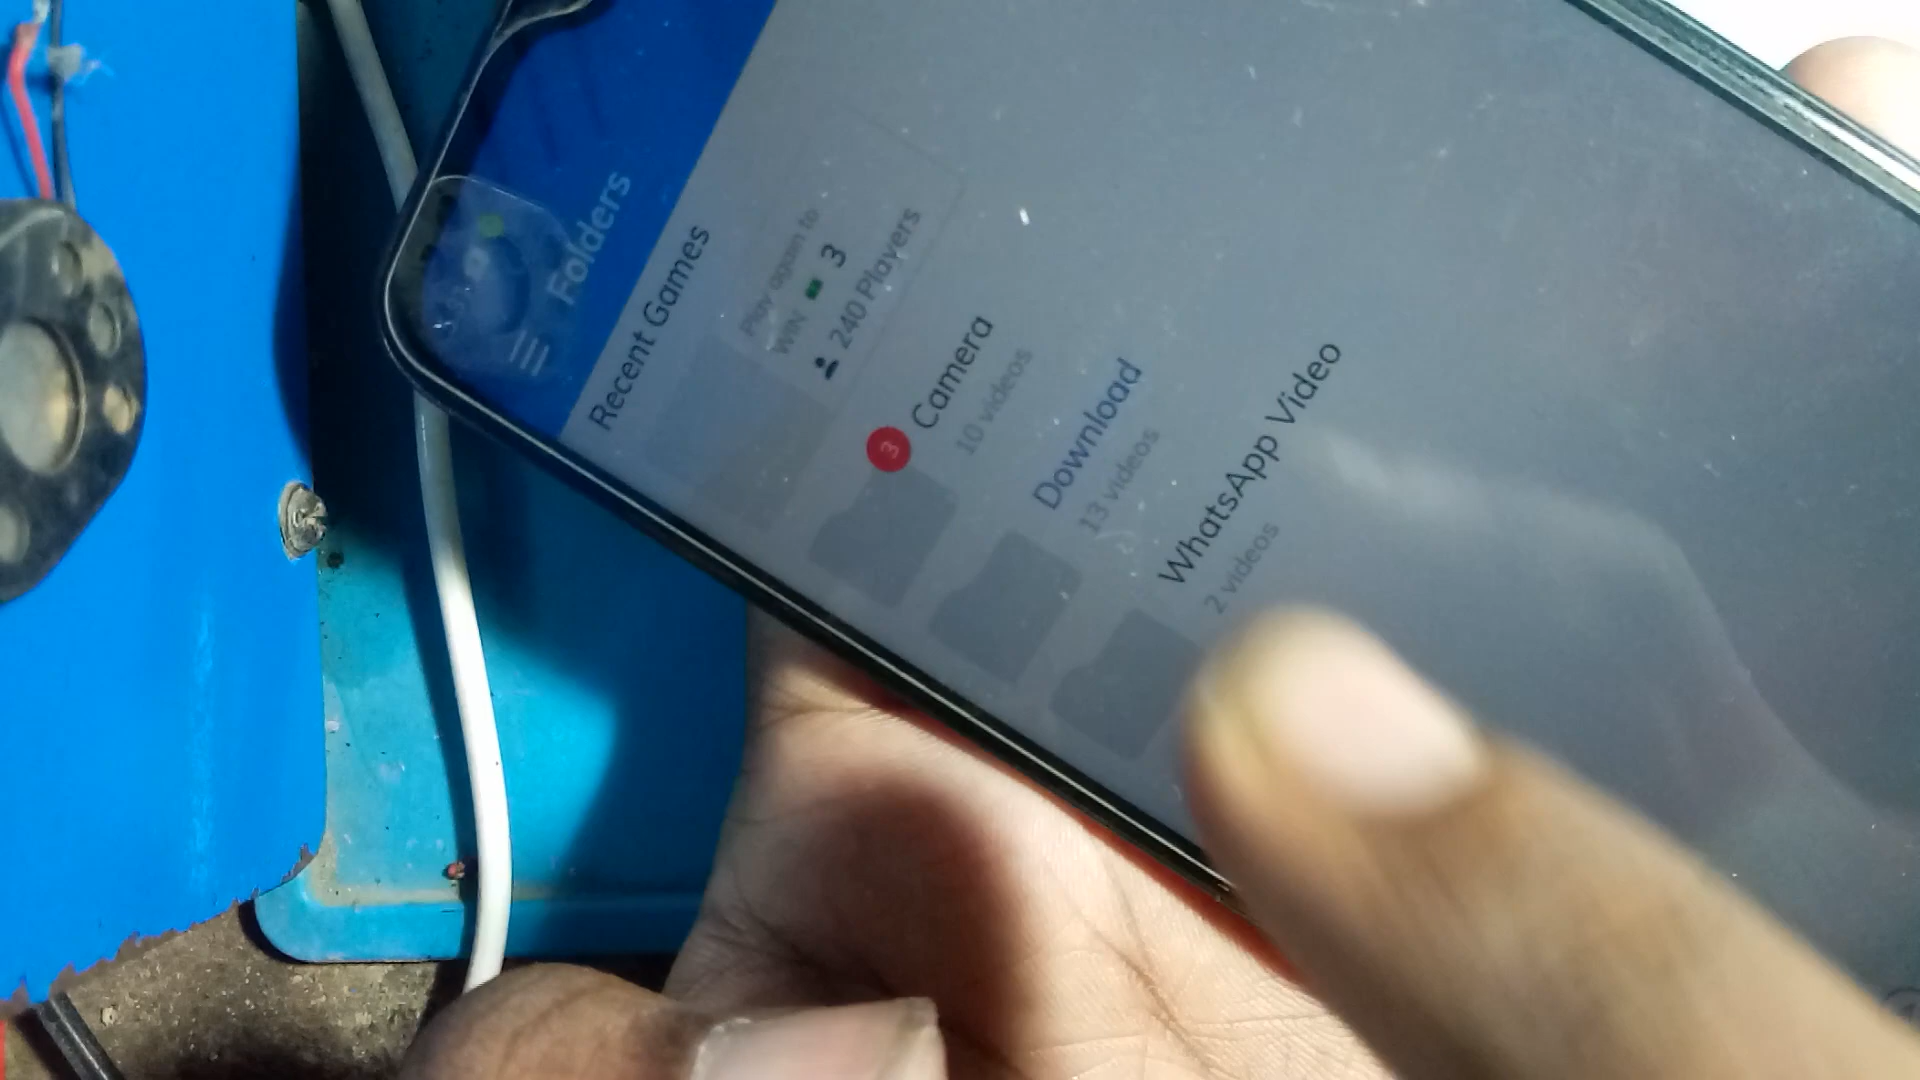 Folders
Recent Games
Play again to
WIN 3
240 Players
3
Camera
10 videos
Download
13 videos
WhatsApp Video
2 videos